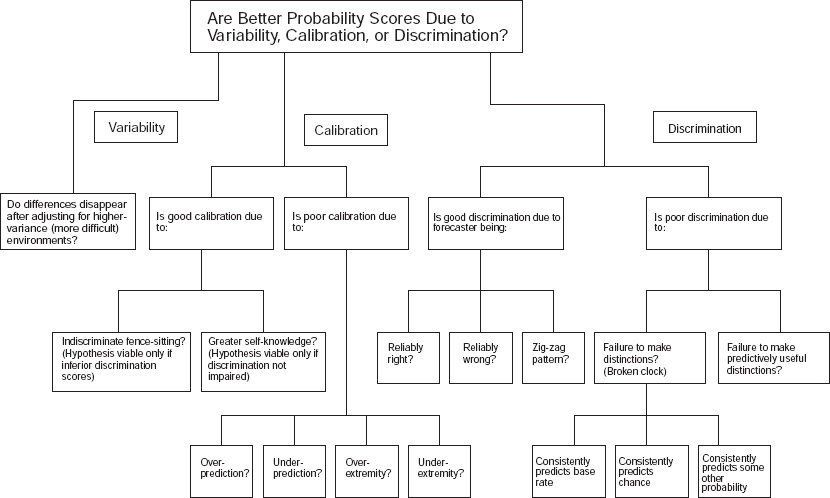 Are Better Probability Scores Due to
Variability, Calibration, or Discrimination?
Variability
Calibration
Discrimination
Do differences disappear
after adjusting for higher-
variance (more difficult)
environments?
Is good calibration due
to:
Is poor calibration due
to:
Is good discrimination due to
forecaster being:
Is poor discrimination due
to:
Indiscriminate fence-sitting?
(Hypothesis viable only if
inferior discrimination
scores)
Greater self-knowledge?
(Hypothesis viable only if
discrimination not
impaired)
Reliably
right?
Reliably
wrong?
Zig-zag
pattern?
Failure to make
distinctions?
(Broken clock)
Failure to make
predictively useful
distinctions?
Over-
prediction?
Under-
prediction?
Over-
extremity?
Under-
extremity?
Consistently
predicts base
rate
Consistently
predicts
chance
Consistently
predicts some
other
probability